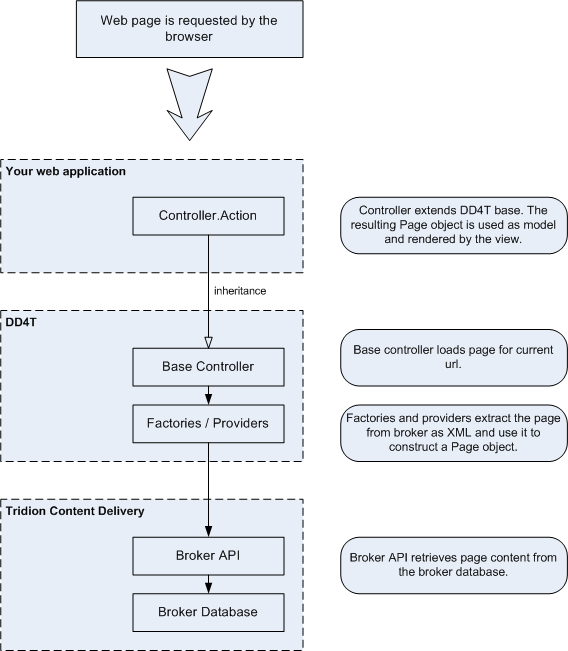 Web page is requested by the
browser
Your web application
Controller.Action
Controller extends DD4T base. The
resulting Page object is used as model
and rendered by the view.
inheritance
DD4T
Base Controller
Base controller loads page for current
url.
Factories / Providers
Factories and providers extract the page
from broker as XML and use it to
construct a Page object.
Tridion Content Delivery
Broker API
Broker API retrieves page content from
the broker database.
Broker Database